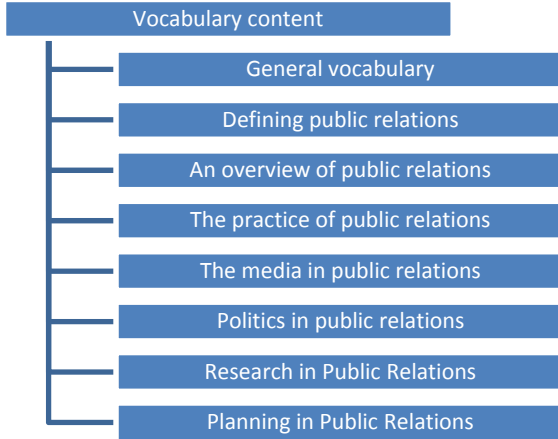 Vocabulary content
General vocabulary
Defining public relations
An overview of public relations
The practice of public relations
The media in public relations
Politics in public relations
Research in Public Relations
Planning in Public Relations